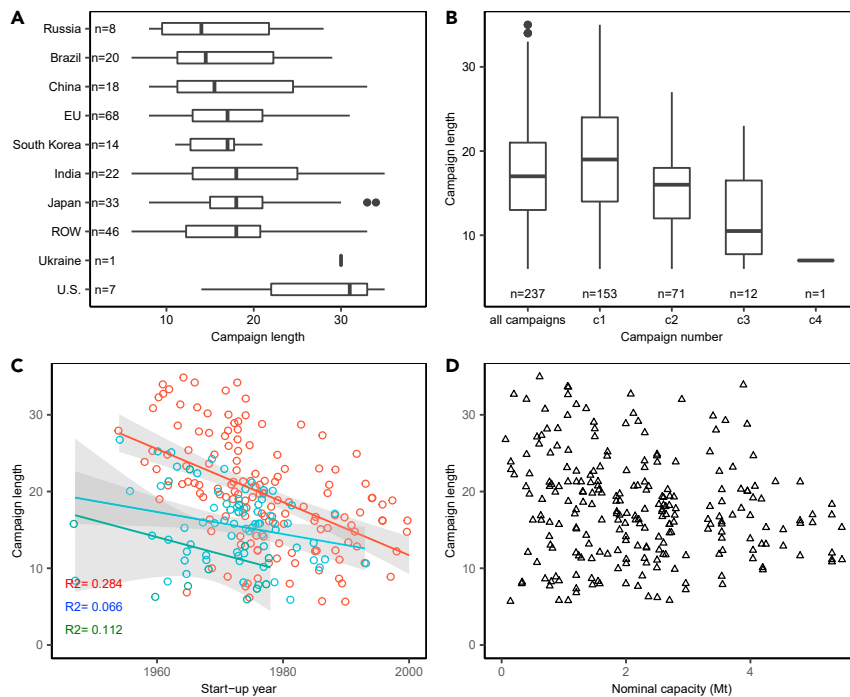 A
Russia n=8
Brazil n=20
China n=18
EU n=68
South Korea n=14
India n=22
Japan n=33
ROW n=46
Ukraine n=1
U.S. n=7
10 20 30
Campaign length
B
Campaign length
30
20
10
n=237 n=153 n=71 n=12 n=1
all campaigns c1 c2 c3 c4
Campaign number
C
Campaign length
30
20
10
0
R2= 0.284
R2= 0.066
R2= 0.112
1960 1980 2000
Start-up year
D
Campaign length
30
20
10
0
0 2 4
Nominal capacity (Mt)